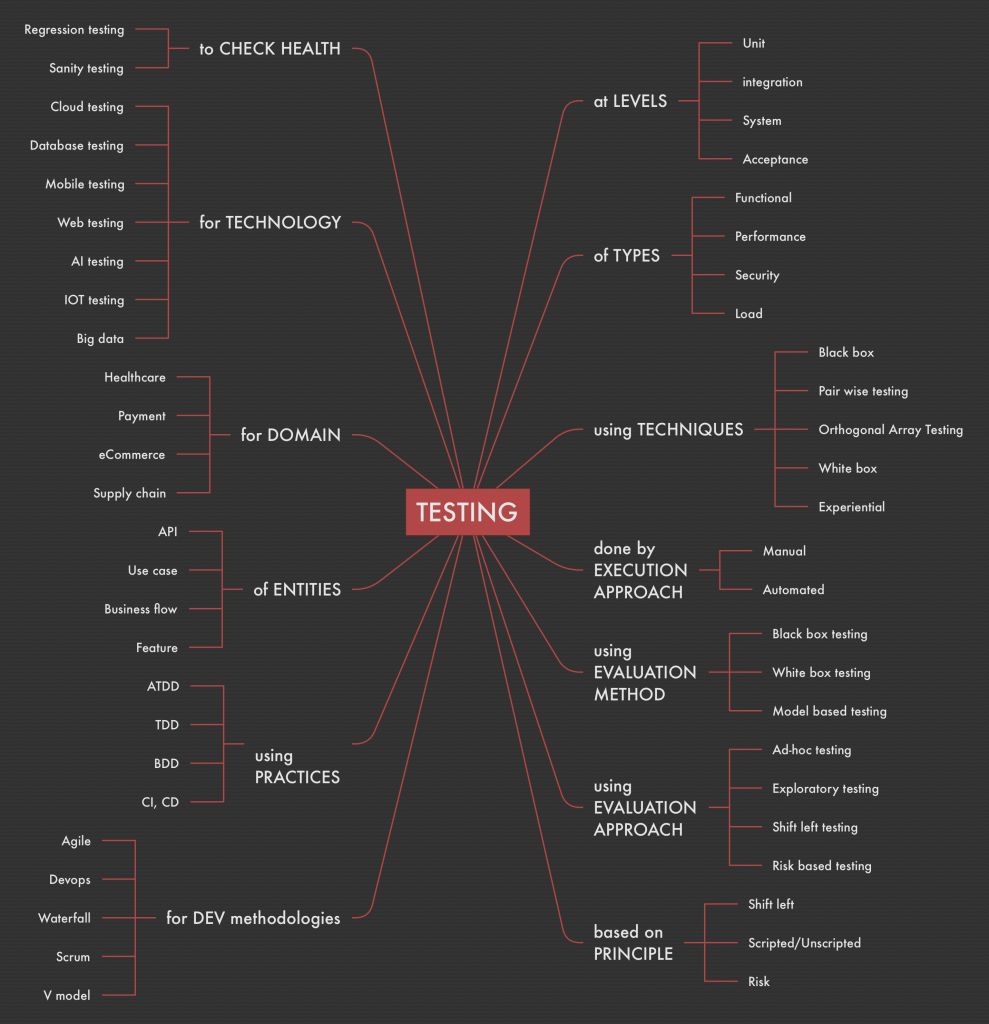 TESTING
to CHECK HEALTH
Regression testing
Sanity testing
for TECHNOLOGY
Cloud testing
Database testing
Mobile testing
Web testing
AI testing
IOT testing
Big data
for DOMAIN
Healthcare
Payment
eCommerce
Supply chain
of ENTITIES
API
Use case
Business flow
Feature
using
PRACTICES
ATDD
TDD
BDD
CI, CD
for DEV methodologies
Agile
Devops
Waterfall
Scrum
V model
at LEVELS
Unit
integration
System
Acceptance
of TYPES
Functional
Performance
Security
Load
using TECHNIQUES
Black box
Pair wise testing
Orthogonal Array Testing
White box
Experiential
done by
EXECUTION
APPROACH
Manual
Automated
using
EVALUATION
METHOD
Black box testing
White box testing
Model based testing
using
EVALUATION
APPROACH
Ad-hoc testing
Exploratory testing
Shift left testing
Risk based testing
based on
PRINCIPLE
Shift left
Scripted/Unscripted
Risk